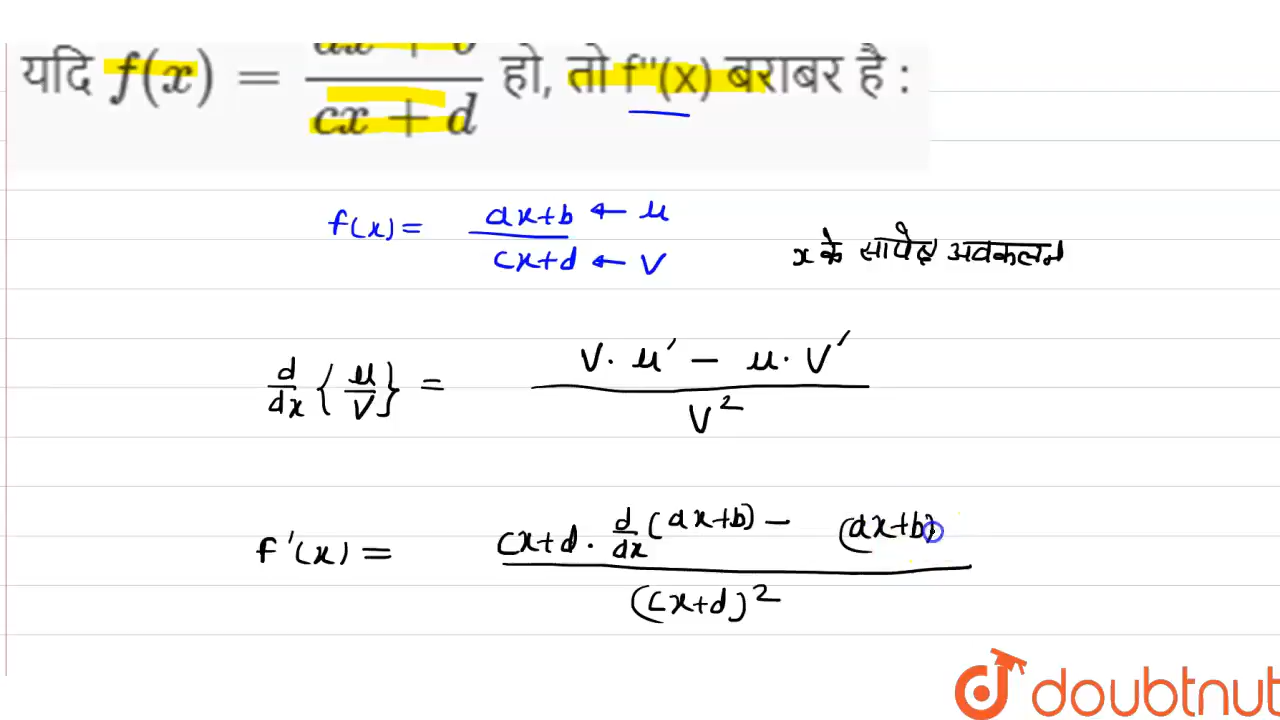 यदि f(x) = ax + b / cx + d हो, तो f"(x) बराबर है :
f(x) = ax+b ← u
cx+d ← v
x के सापेक्ष अवकलन
d/dx {u/v} = v · u' − u · v' / v²
f'(x) = cx+d · d/dx (ax+b) − (ax+b) / (cx+d)²
doubtnut